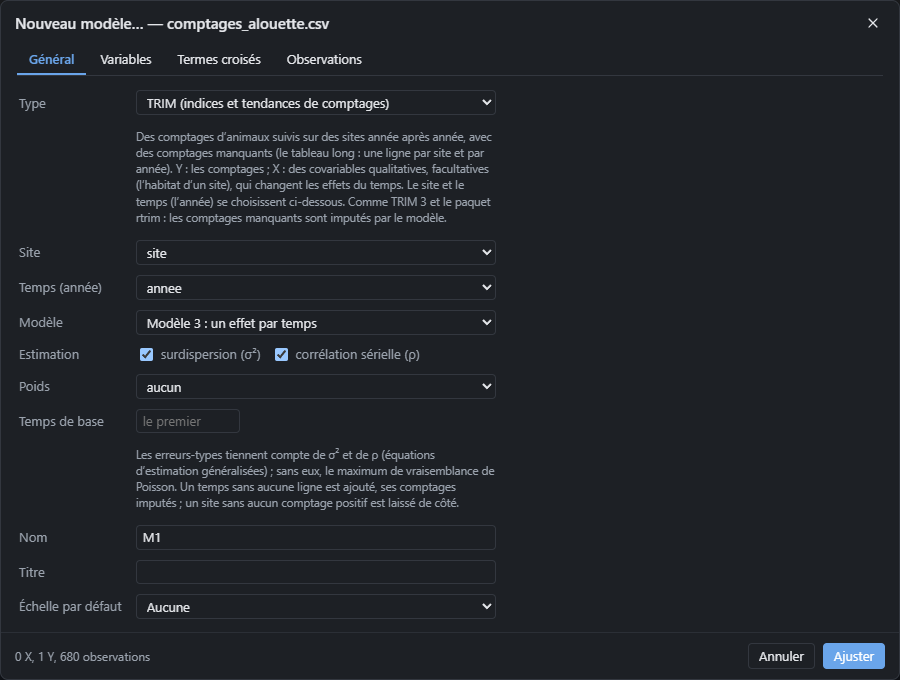 Nouveau modèle... — comptages_alouette.csv
Général Variables Termes croisés Observations
Type TRIM (indices et tendances de comptages)
Des comptages d’animaux suivis sur des sites année après année, avec
des comptages manquants (le tableau long : une ligne par site et par
année). Y : les comptages ; X : des covariables qualitatives, facultatives
(l’habitat d’un site), qui changent les effets du temps. Le site et le
temps (l’année) se choisissent ci-dessous. Comme TRIM 3 et le paquet
rtrim : les comptages manquants sont imputés par le modèle.
Site site
Temps (année) annee
Modèle Modèle 3 : un effet par temps
Estimation surdispersion (σ²) corrélation sérielle (ρ)
Poids aucun
Temps de base le premier
Les erreurs-types tiennent compte de σ² et de ρ (équations
d’estimation généralisées) ; sans eux, le maximum de vraisemblance de
Poisson. Un temps sans aucune ligne est ajouté, ses comptages
imputés ; un site sans aucun comptage positif est laissé de côté.
Nom M1
Titre
Échelle par défaut Aucune
0 X, 1 Y, 680 observations Annuler Ajuster